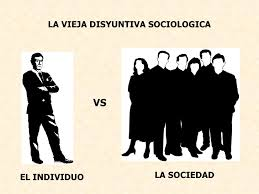 LA VIEJA DISYUNTIVA SOCIOLOGICA
VS
EL INDIVIDUO
LA SOCIEDAD